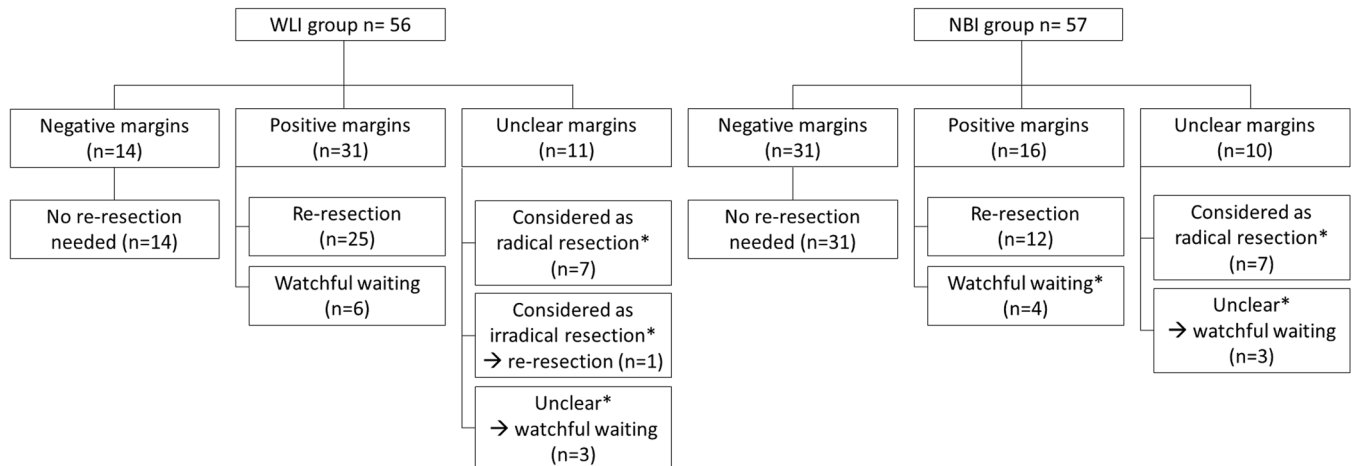 WLI group n= 56
Negative margins
(n=14)
No re-resection
needed (n=14)
Positive margins
(n=31)
Re-resection
(n=25)
Watchful waiting
(n=6)
Unclear margins
(n=11)
Considered as
radical resection*
(n=7)
Considered as
irradical resection*
→ re-resection (n=1)
Unclear*
→ watchful waiting
(n=3)
NBI group n= 57
Negative margins
(n=31)
No re-resection
needed (n=31)
Positive margins
(n=16)
Re-resection
(n=12)
Watchful waiting*
(n=4)
Unclear margins
(n=10)
Considered as
radical resection*
(n=7)
Unclear*
→ watchful waiting
(n=3)